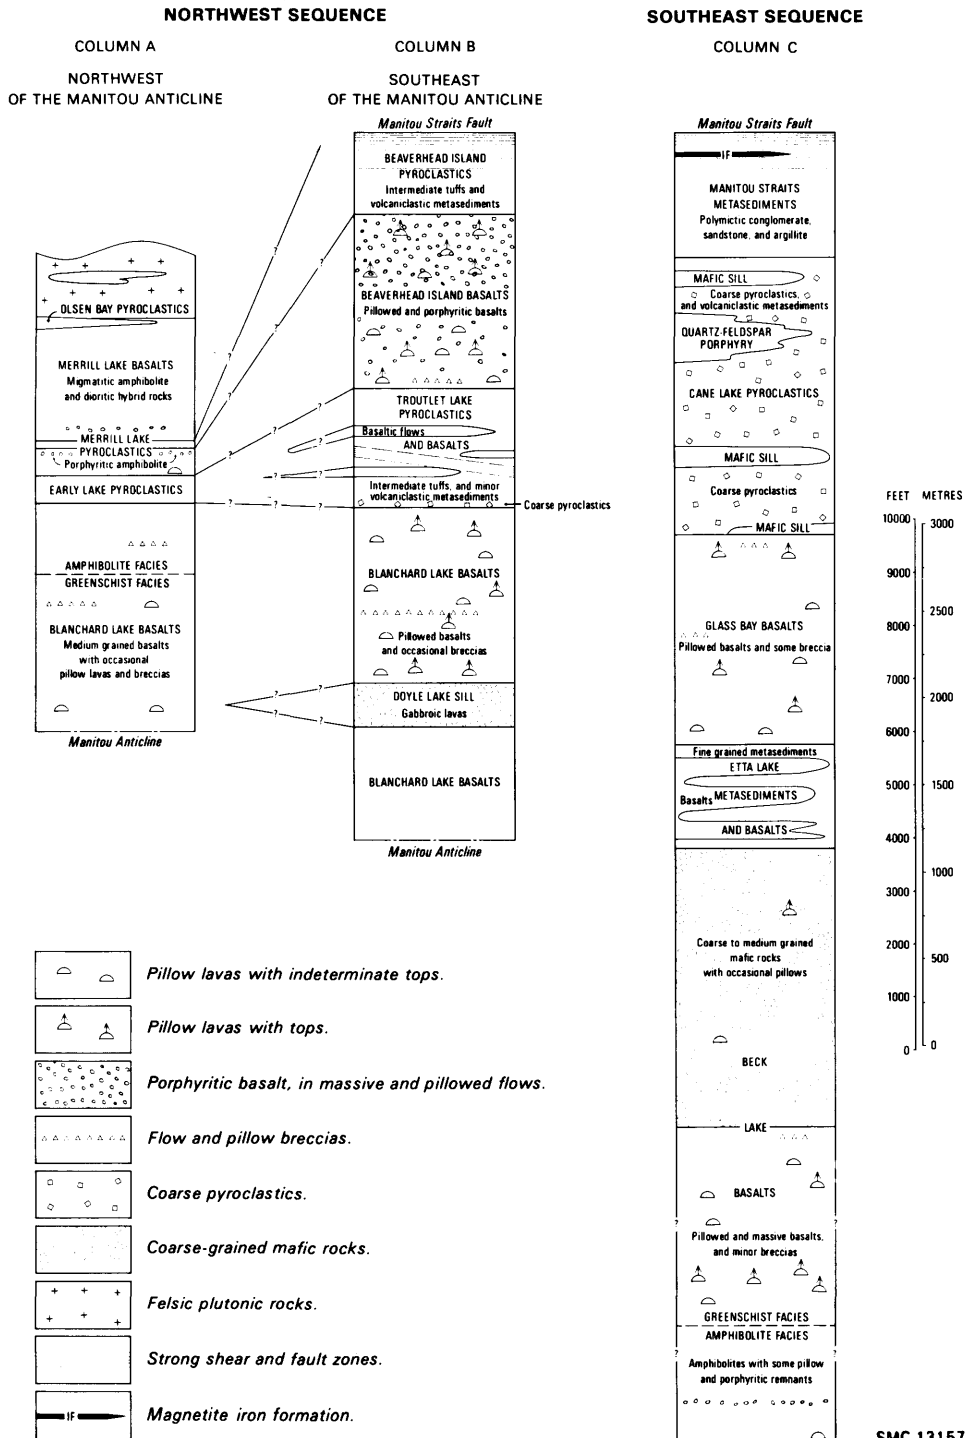 NORTHWEST SEQUENCE
COLUMN A
NORTHWEST
OF THE MANITOU ANTICLINE
OLSEN BAY PYROCLASTICS
MERRILL LAKE BASALTS
Migmatitic amphibolite
and dioritic hybrid rocks
MERRILL LAKE
PYROCLASTICS
Porphyritic amphibolite
EARLY LAKE PYROCLASTICS
AMPHIBOLITE FACIES
GREENSCHIST FACIES
BLANCHARD LAKE BASALTS
Medium grained basalts
with occasional
pillow lavas and breccias
Manitou Anticline
? ? ? ?
? ? ? ?
? ?
? ?
COLUMN B
SOUTHEAST
OF THE MANITOU ANTICLINE
Manitou Straits Fault
BEAVERHEAD ISLAND
PYROCLASTICS
Intermediate tuffs and
volcaniclastic metasediments
BEAVERHEAD ISLAND BASALTS
Pillowed and porphyritic basalts
TROUTLET LAKE
PYROCLASTICS
Basaltic flows
AND BASALTS
Intermediate tuffs, and minor
volcaniclastic metasediments
Coarse pyroclastics
BLANCHARD LAKE BASALTS
Pillowed basalts
and occasional breccias
DOYLE LAKE SILL
Gabbroic lavas
BLANCHARD LAKE BASALTS
Manitou Anticline
SOUTHEAST SEQUENCE
COLUMN C
Manitou Straits Fault
IF
MANITOU STRAITS
METASEDIMENTS
Polymictic conglomerate,
sandstone, and argillite
MAFIC SILL
Coarse pyroclastics,
and volcaniclastic metasediments
QUARTZ-FELDSPAR
PORPHYRY
CANE LAKE PYROCLASTICS
MAFIC SILL
Coarse pyroclastics
MAFIC SILL
GLASS BAY BASALTS
Pillowed basalts and some breccia
Fine grained metasediments
ETTA LAKE
Basalts METASEDIMENTS
AND BASALTS
Coarse to medium grained
mafic rocks
with occasional pillows
BECK
LAKE
BASALTS
? ?
Pillowed and massive basalts,
and minor breccias
GREENSCHIST FACIES
AMPHIBOLITE FACIES
? ?
Amphibolites with some pillow
and porphyritic remnants
FEET METRES
10000 3000
9000
8000 2500
7000
6000 2000
5000 1500
4000
3000 1000
2000 500
1000
0 0
Pillow lavas with indeterminate tops.
Pillow lavas with tops.
Porphyritic basalt, in massive and pillowed flows.
Flow and pillow breccias.
Coarse pyroclastics.
Coarse-grained mafic rocks.
Felsic plutonic rocks.
Strong shear and fault zones.
IF Magnetite iron formation.
SMC 13157